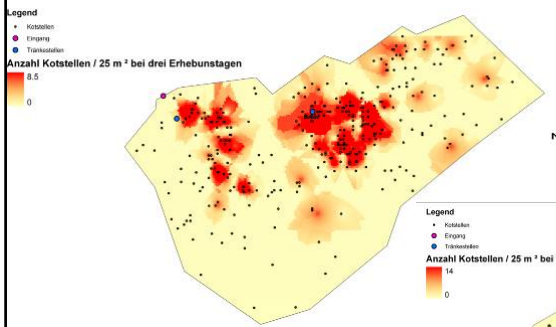 Legend
Kotstellen
Eingang
Tränkestellen
Anzahl Kotstellen / 25 m ² bei drei Erhebunstagen
8.5
0
Legend
Kotstellen
Eingang
Tränkestellen
Anzahl Kotstellen / 25 m ² bei
14
0